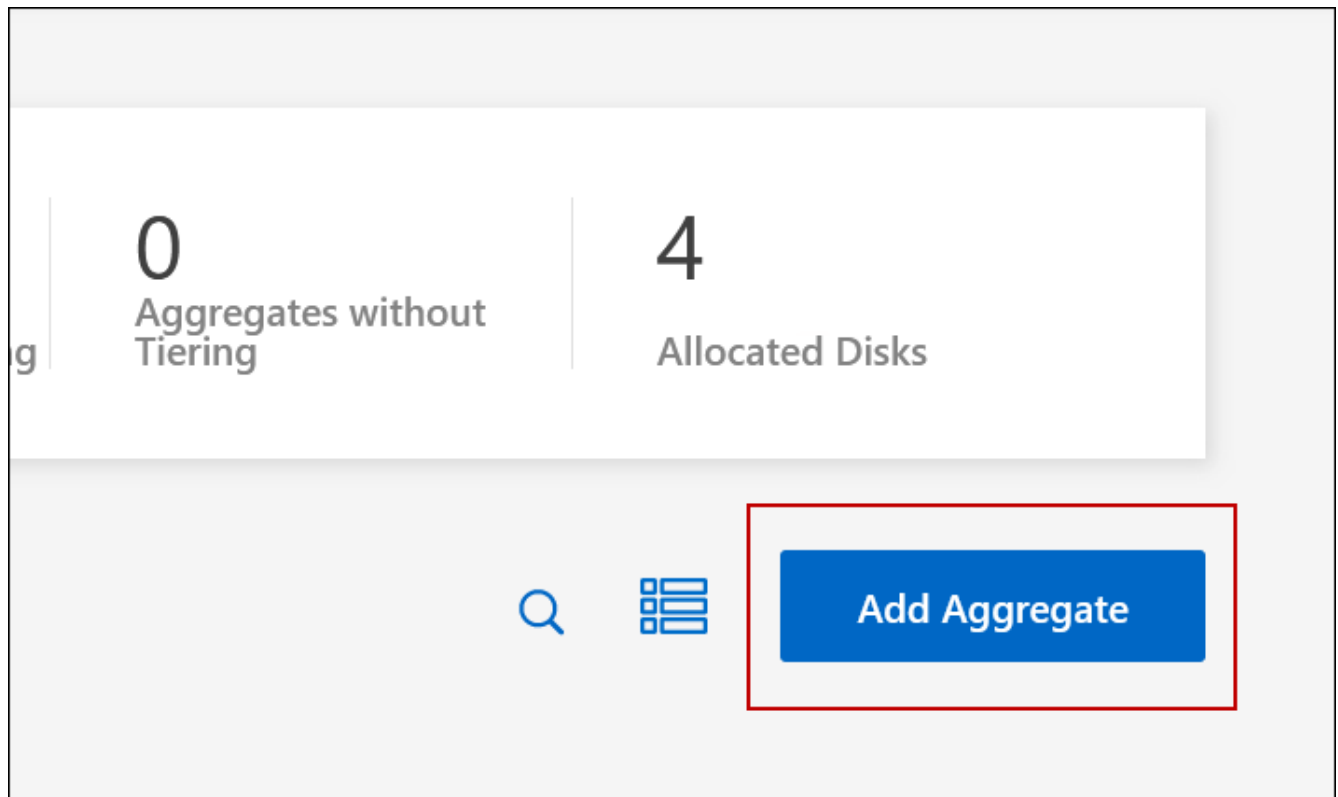 0
Aggregates without
Tiering
4
Allocated Disks
Add Aggregate